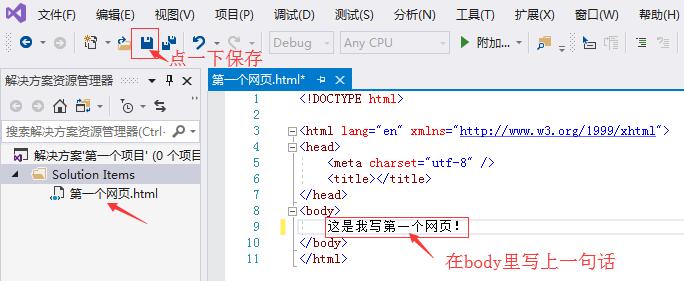 文件(F) 编辑(E) 视图(V) 项目(P) 调试(D) 测试(S) 分析(N) 工具(T) 扩展(X) 窗口(W) 帮助(H)
Debug Any CPU 附加...
点一下保存
解决方案资源管理器
搜索解决方案资源管理器(Ctrl+
解决方案'第一个项目' (0 个项目
Solution Items
第一个网页.html
第一个网页.html*
1 <!DOCTYPE html>
2
3 <html lang="en" xmlns="http://www.w3.org/1999/xhtml">
4 <head>
5 <meta charset="utf-8" />
6 <title></title>
7 </head>
8 <body>
9 这是我写第一个网页！
10 </body>
11 </html>
在body里写上一句话